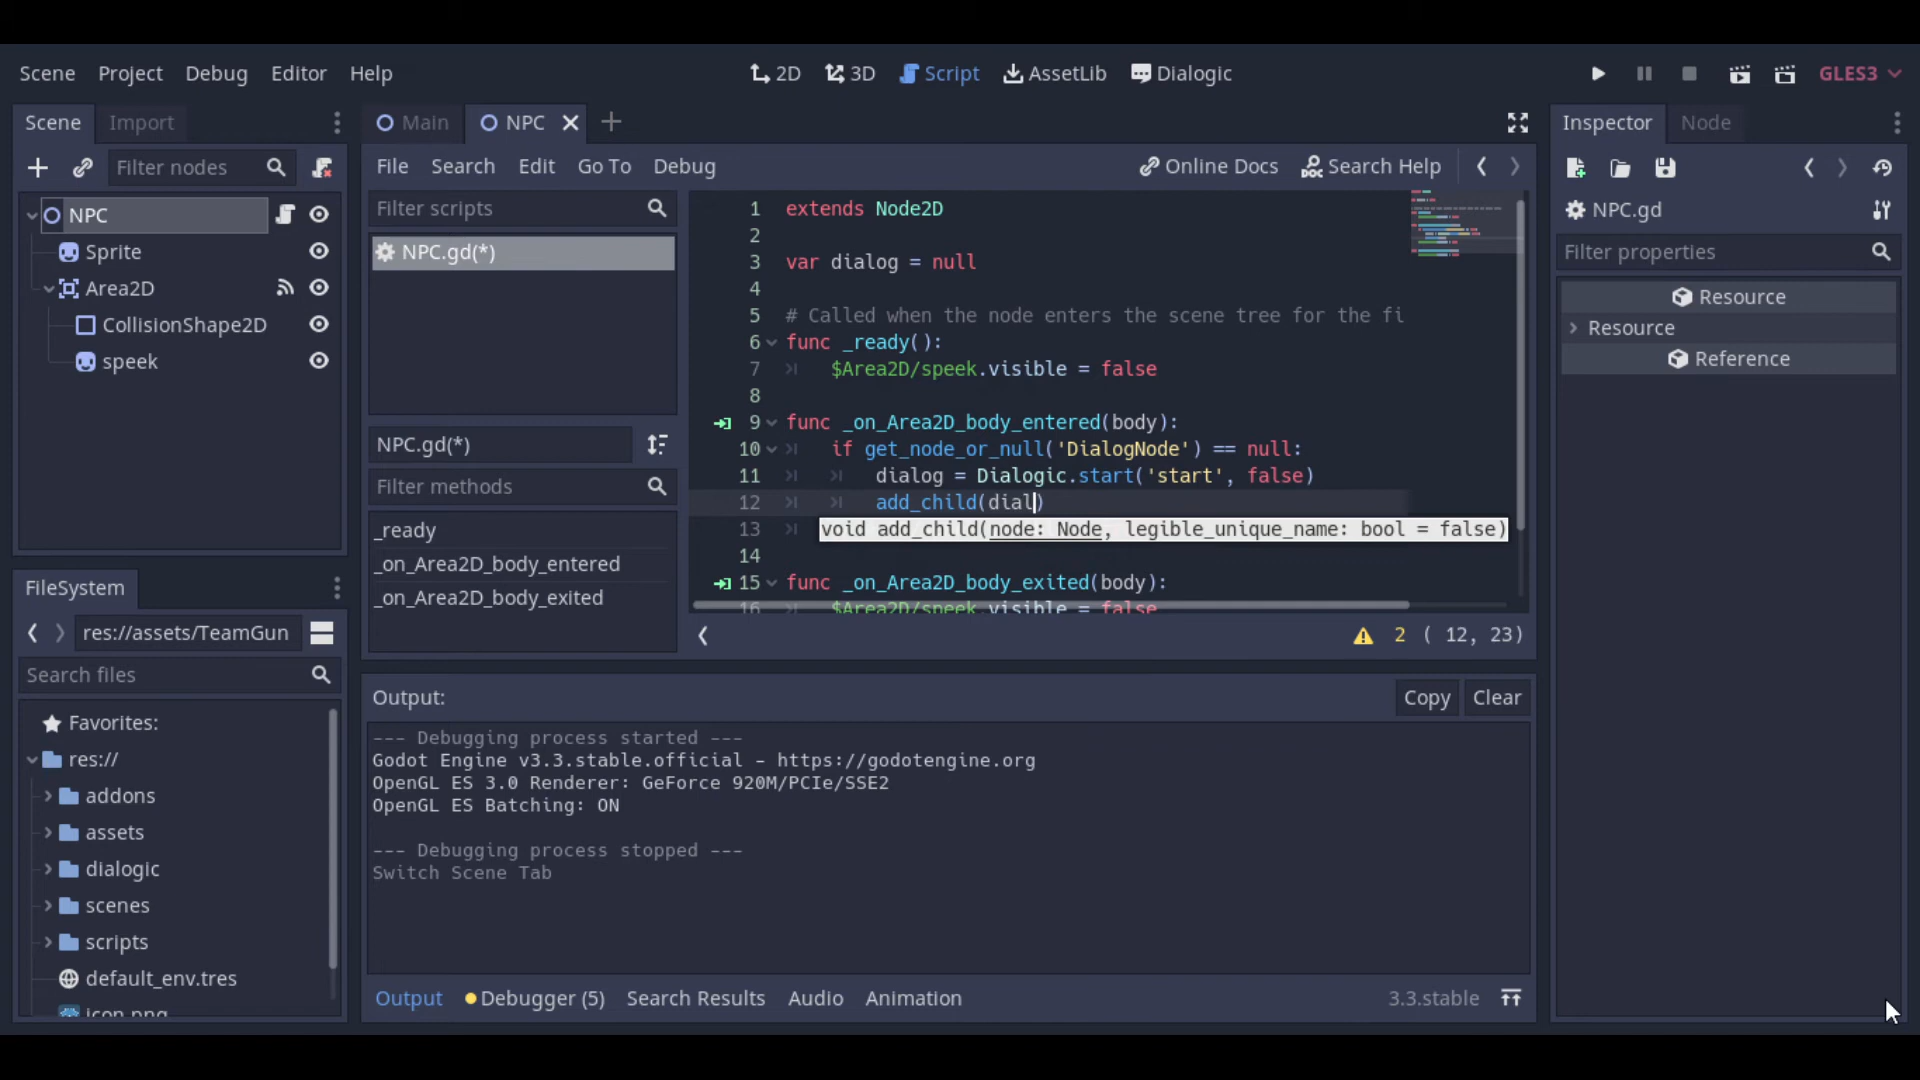 Scene Project Debug Editor Help
2D 3D Script AssetLib Dialogic
GLES3
Scene Import
Filter nodes
NPC
Sprite
Area2D
CollisionShape2D
speek
FileSystem
res://assets/TeamGun
Search files
Favorites:
res://
addons
assets
dialogic
scenes
scripts
default_env.tres
icon.png
Main NPC
File Search Edit Go To Debug
Online Docs Search Help
Filter scripts
NPC.gd(*)
NPC.gd(*)
Filter methods
_ready
_on_Area2D_body_entered
_on_Area2D_body_exited
1 extends Node2D
2
3 var dialog = null
4
5 # Called when the node enters the scene tree for the fi
6 func _ready():
7 $Area2D/speek.visible = false
8
9 func _on_Area2D_body_entered(body):
10 if get_node_or_null('DialogNode') == null:
11 dialog = Dialogic.start('start', false)
12 add_child(dial)
13 void add_child(node: Node, legible_unique_name: bool = false)
14
15 func _on_Area2D_body_exited(body):
16 $Area2D/speek.visible = false
2 ( 12, 23)
Output:
Copy Clear
--- Debugging process started ---
Godot Engine v3.3.stable.official - https://godotengine.org
OpenGL ES 3.0 Renderer: GeForce 920M/PCIe/SSE2
OpenGL ES Batching: ON
--- Debugging process stopped ---
Switch Scene Tab
Output Debugger (5) Search Results Audio Animation
3.3.stable
Inspector Node
NPC.gd
Filter properties
Resource
Resource
Reference